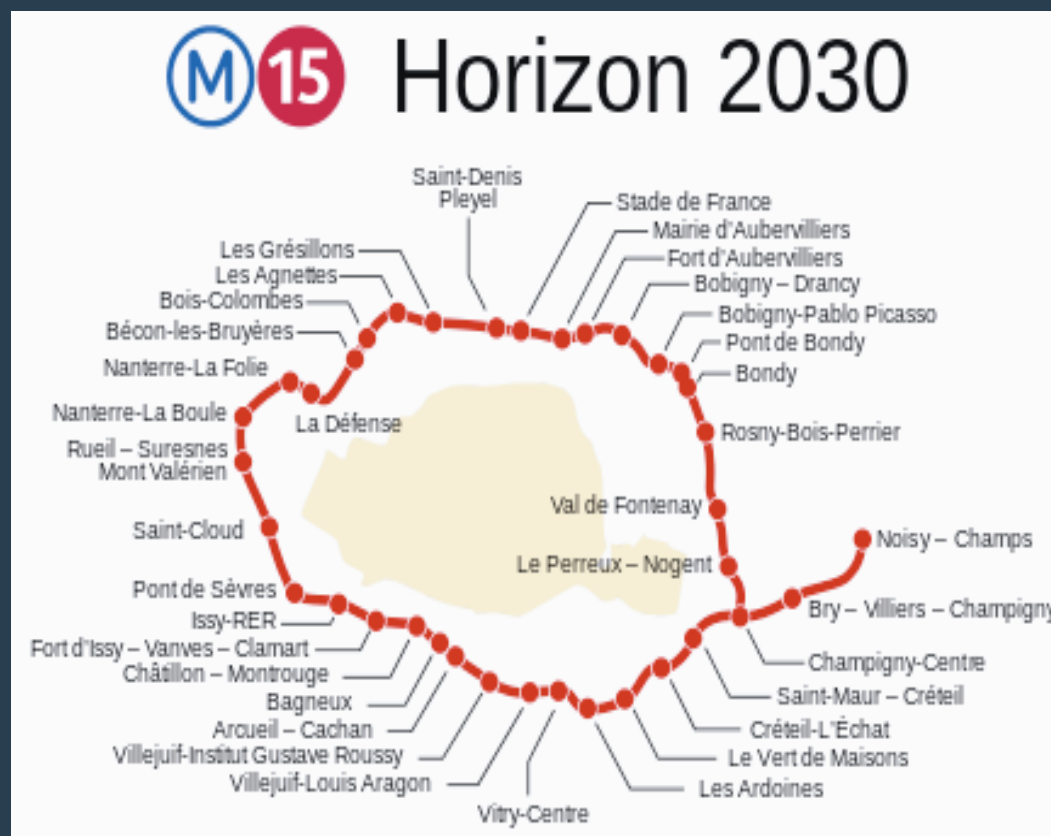 M 15 Horizon 2030
Saint-Denis
Pleyel
Stade de France
Mairie d'Aubervilliers
Les Grésillons
Fort d'Aubervilliers
Les Agnettes
Bobigny – Drancy
Bois-Colombes
Bobigny-Pablo Picasso
Bécon-les-Bruyères
Pont de Bondy
Nanterre-La Folie
Bondy
Nanterre-La Boule
La Défense
Rosny-Bois-Perrier
Rueil – Suresnes
Mont Valérien
Val de Fontenay
Saint-Cloud
Noisy – Champs
Le Perreux – Nogent
Pont de Sèvres
Bry – Villiers – Champigny
Issy-RER
Fort d'Issy – Vanves – Clamart
Champigny-Centre
Châtillon – Montrouge
Saint-Maur – Créteil
Bagneux
Arcueil – Cachan
Créteil-L'Échat
Villejuif-Institut Gustave Roussy
Le Vert de Maisons
Villejuif-Louis Aragon
Les Ardoines
Vitry-Centre